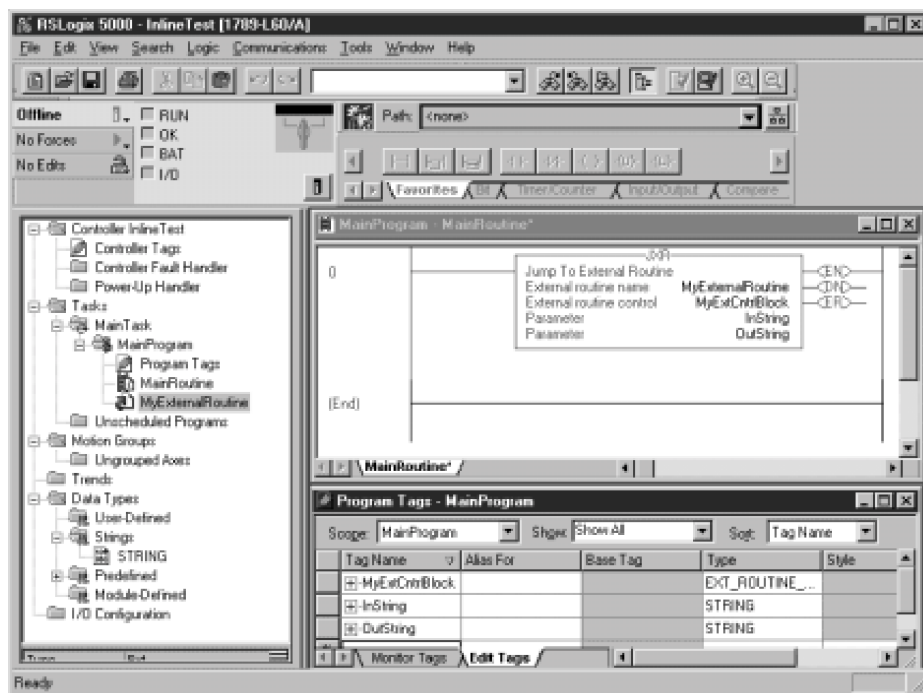 RSLogix 5000 - InlineTest [1789-L60/A]
File Edit View Search Logic Communications Tools Window Help
Offline
No Forces
No Edits
RUN
OK
BAT
I/O
Path: <none>
Favorites Bit Timer/Counter Input/Output Compare
Controller InlineTest
Controller Tags
Controller Fault Handler
Power-Up Handler
Tasks
MainTask
MainProgram
Program Tags
MainRoutine
MyExternalRoutine
Unscheduled Programs
Motion Groups
Ungrouped Axes
Trends
Data Types
User-Defined
Strings
STRING
Predefined
Module-Defined
I/O Configuration
MainProgram - MainRoutine*
0
JXR
Jump To External Routine
External routine name MyExternalRoutine
External routine control MyExtCntrlBlock
Parameter InString
Parameter OutString
EN
DN
ER
(End)
MainRoutine*
Program Tags - MainProgram
Scope: MainProgram Show: Show All Sort: Tag Name
Tag Name Alias For Base Tag Type Style
MyExtCntrBlock EXT_ROUTINE_...
InString STRING
OutString STRING
Monitor Tags Edit Tags
Ready